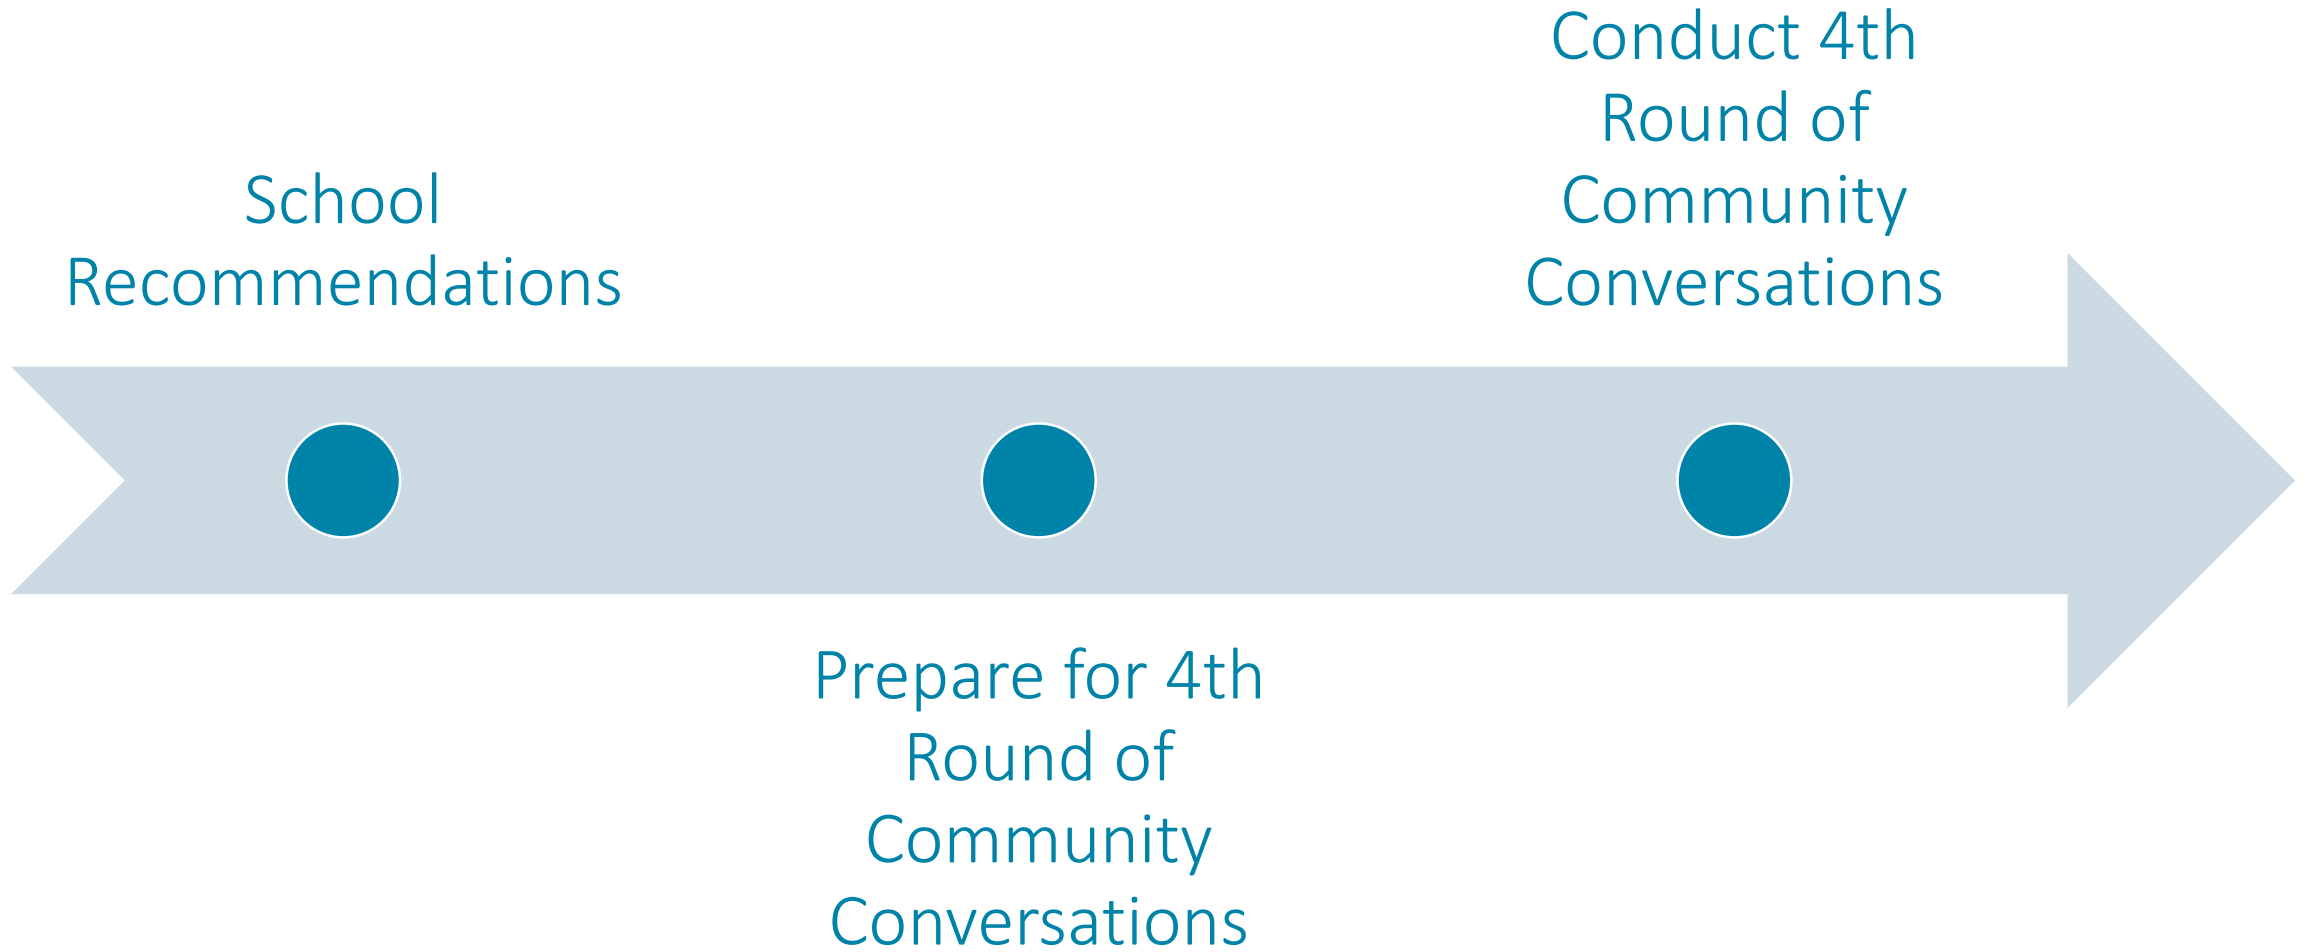 School
Recommendations
Prepare for 4th
Round of
Community
Conversations
Conduct 4th
Round of
Community
Conversations